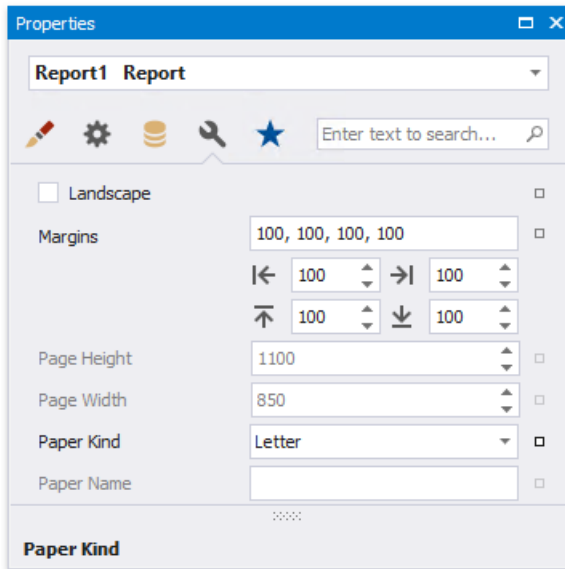 Properties
Report1 Report
Enter text to search...
Landscape
Margins 100, 100, 100, 100
100 100
100 100
Page Height 1100
Page Width 850
Paper Kind Letter
Paper Name
Paper Kind